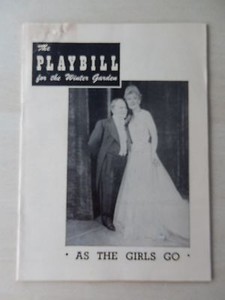 The
PLAYBILL
for the Winter Garden
· AS THE GIRLS GO ·